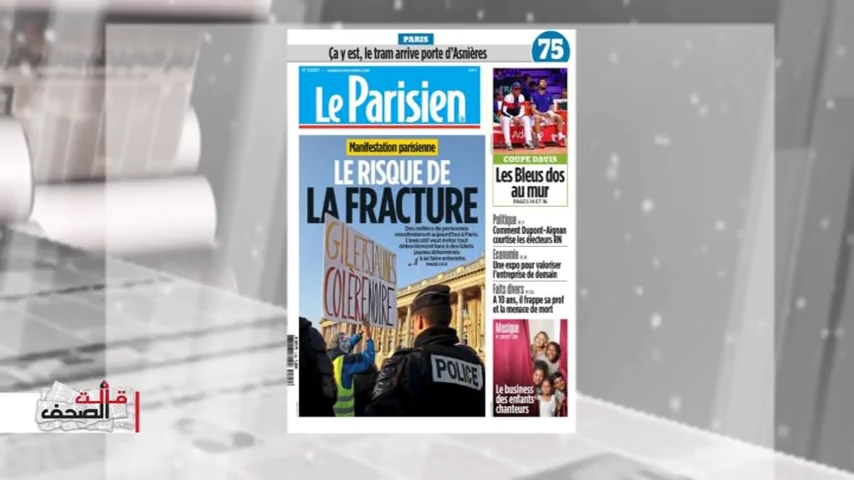 PARIS
Ça y est, le tram arrive porte d'Asnières
75
Le Parisien
Manifestation parisienne
LE RISQUE DE
LA FRACTURE
Des milliers de personnes
manifesteront aujourd'hui à Paris.
L'exécutif veut éviter tout
débordement face à des Gilets
jaunes déterminés
à se faire entendre.
GILETS JAUNES
COLÈRE NOIRE
POLICE
COUPE DAVIS
Les Bleus dos
au mur
PAGES 14 ET 16
Politique
Comment Dupont-Aignan
courtise les électeurs RN
Economie
Une expo pour valoriser
l'entreprise de demain
Faits divers
A 10 ans, il frappe sa prof
et la menace de mort
Musique
Le business
des enfants
chanteurs
قالت
الصحف